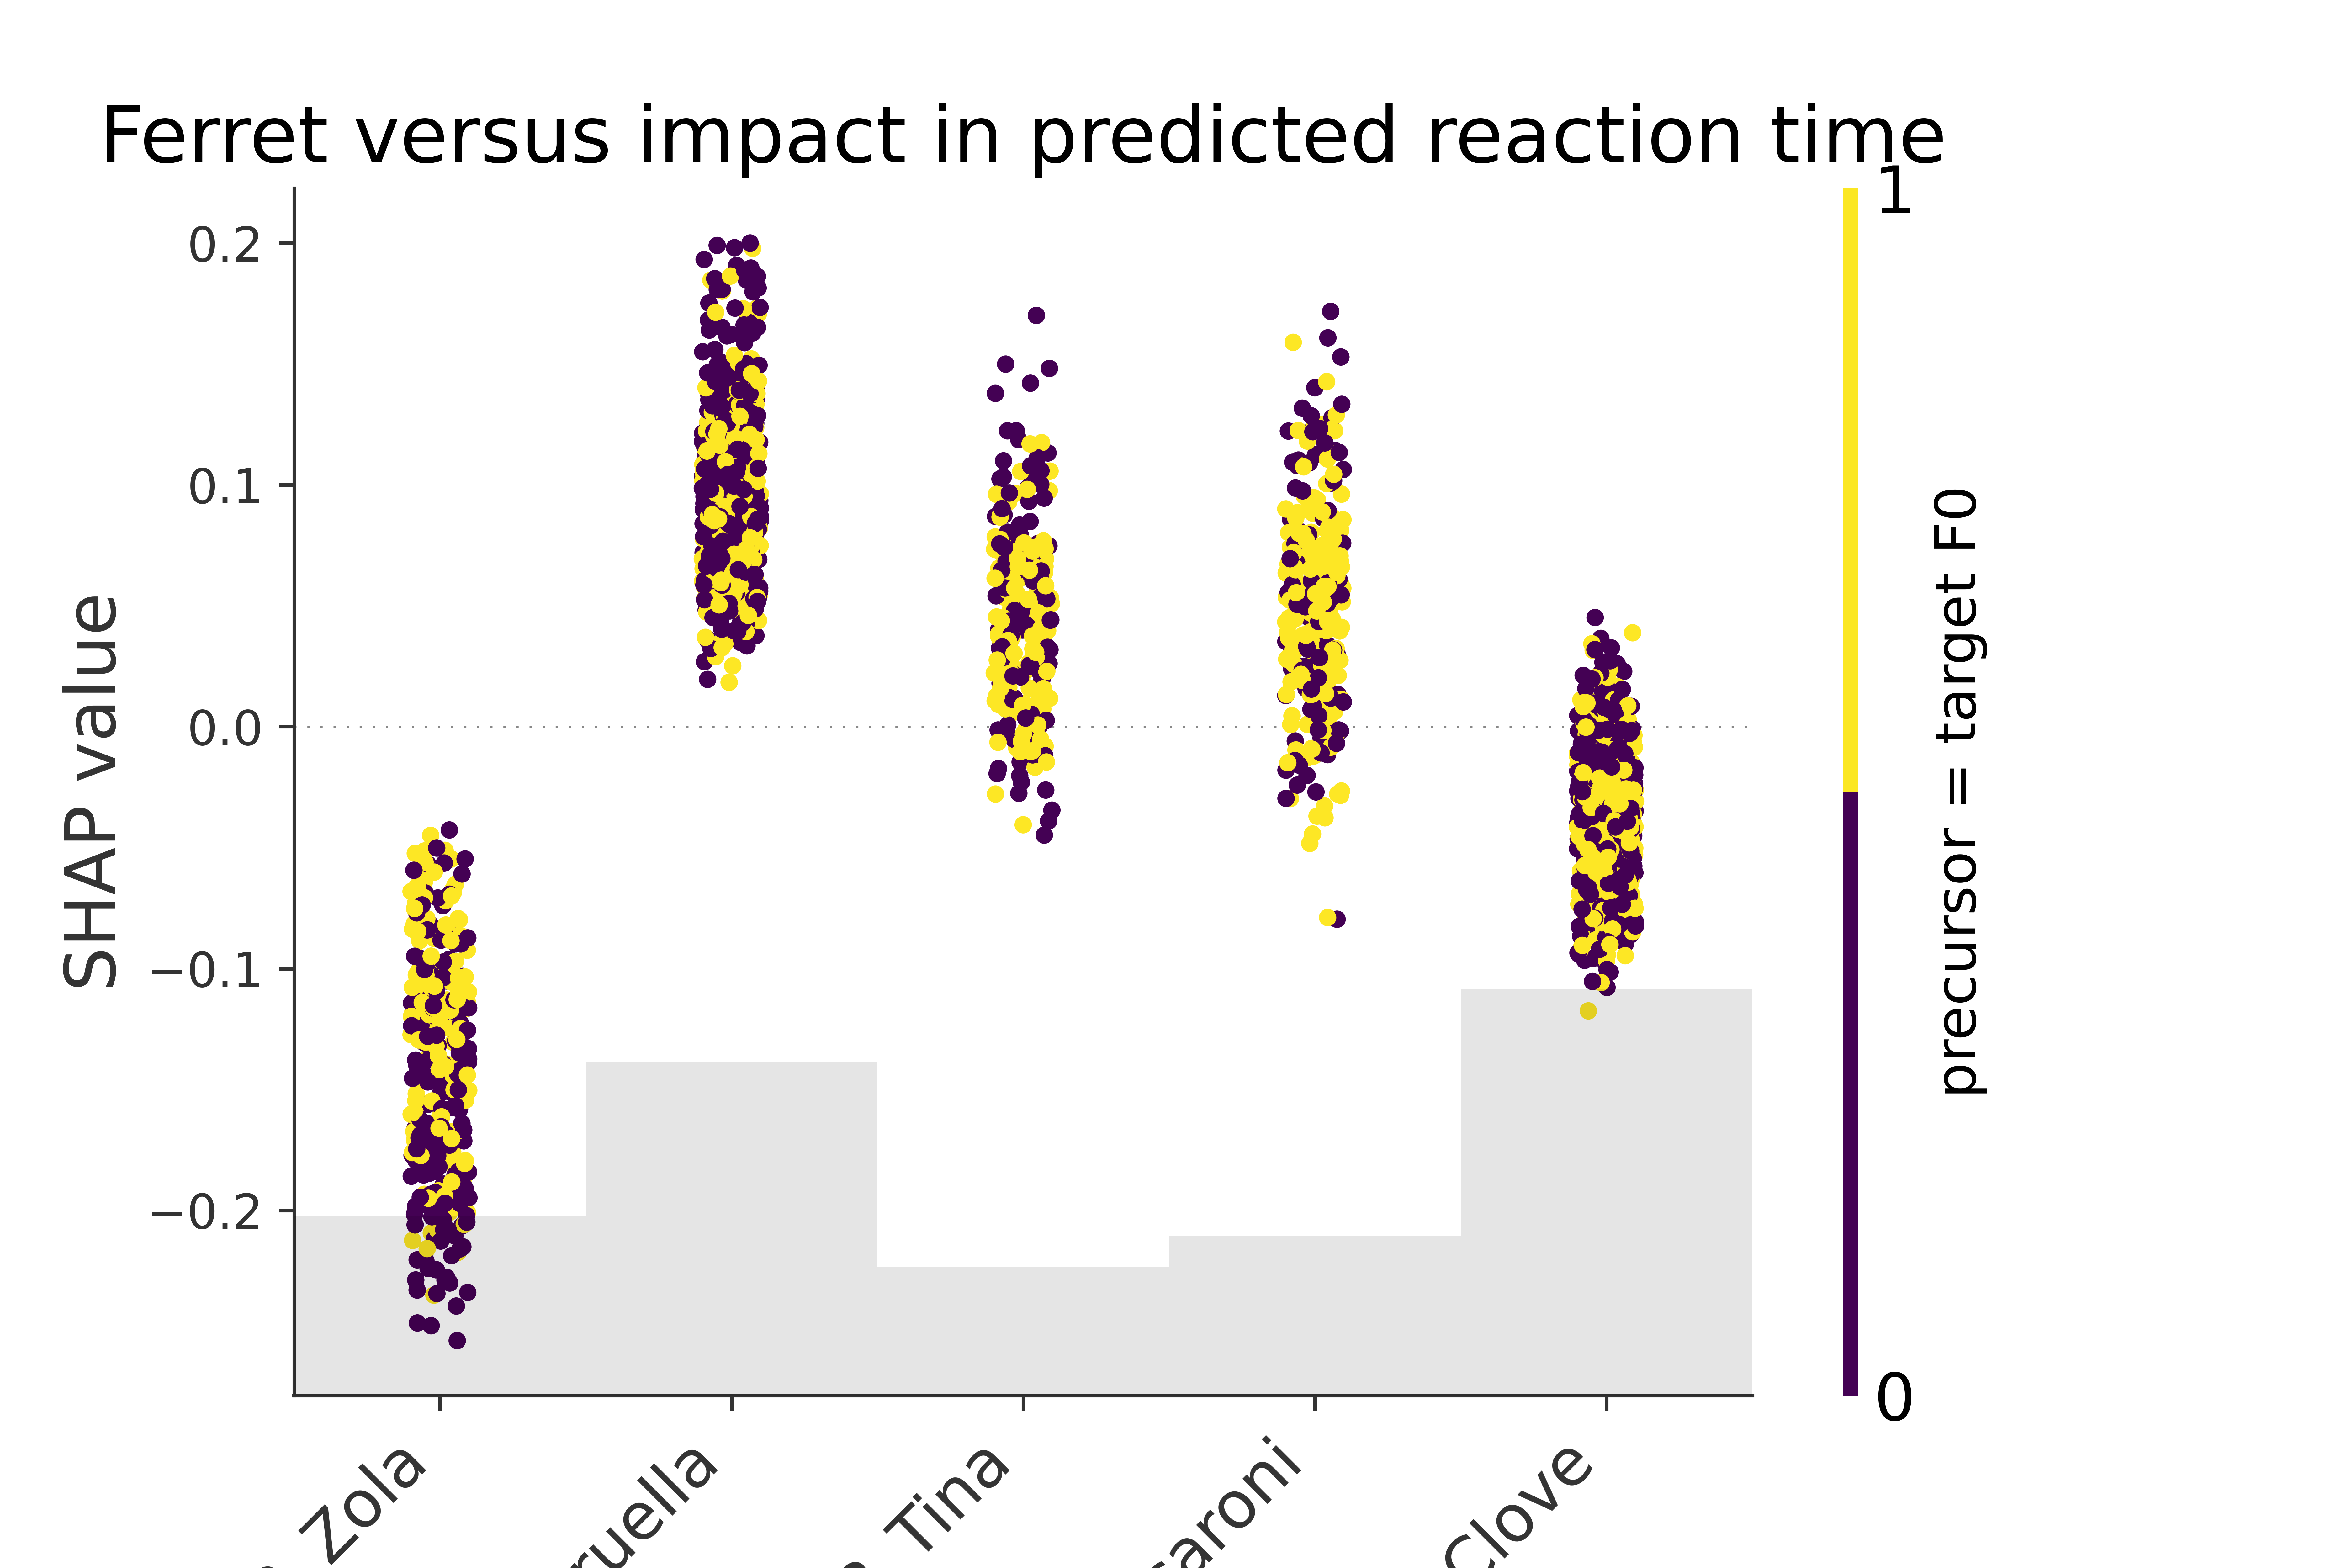 Ferret versus impact in predicted reaction time
1
0.2
0.1
0.0
−0.1
−0.2
SHAP value
precursor = target F0
0
Zola
Tina
Clove